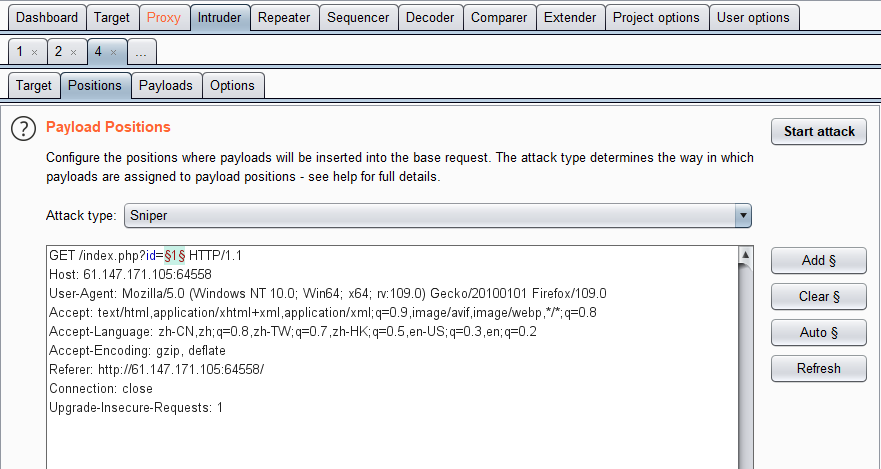 Dashboard Target Proxy Intruder Repeater Sequencer Decoder Comparer Extender Project options User options
1 × 2 × 4 × ...
Target Positions Payloads Options
? Payload Positions Start attack
Configure the positions where payloads will be inserted into the base request. The attack type determines the way in which
payloads are assigned to payload positions - see help for full details.
Attack type: Sniper
GET /index.php?id=§1§ HTTP/1.1
Host: 61.147.171.105:64558
User-Agent: Mozilla/5.0 (Windows NT 10.0; Win64; x64; rv:109.0) Gecko/20100101 Firefox/109.0
Accept: text/html,application/xhtml+xml,application/xml;q=0.9,image/avif,image/webp,*/*;q=0.8
Accept-Language: zh-CN,zh;q=0.8,zh-TW;q=0.7,zh-HK;q=0.5,en-US;q=0.3,en;q=0.2
Accept-Encoding: gzip, deflate
Referer: http://61.147.171.105:64558/
Connection: close
Upgrade-Insecure-Requests: 1
Add §
Clear §
Auto §
Refresh